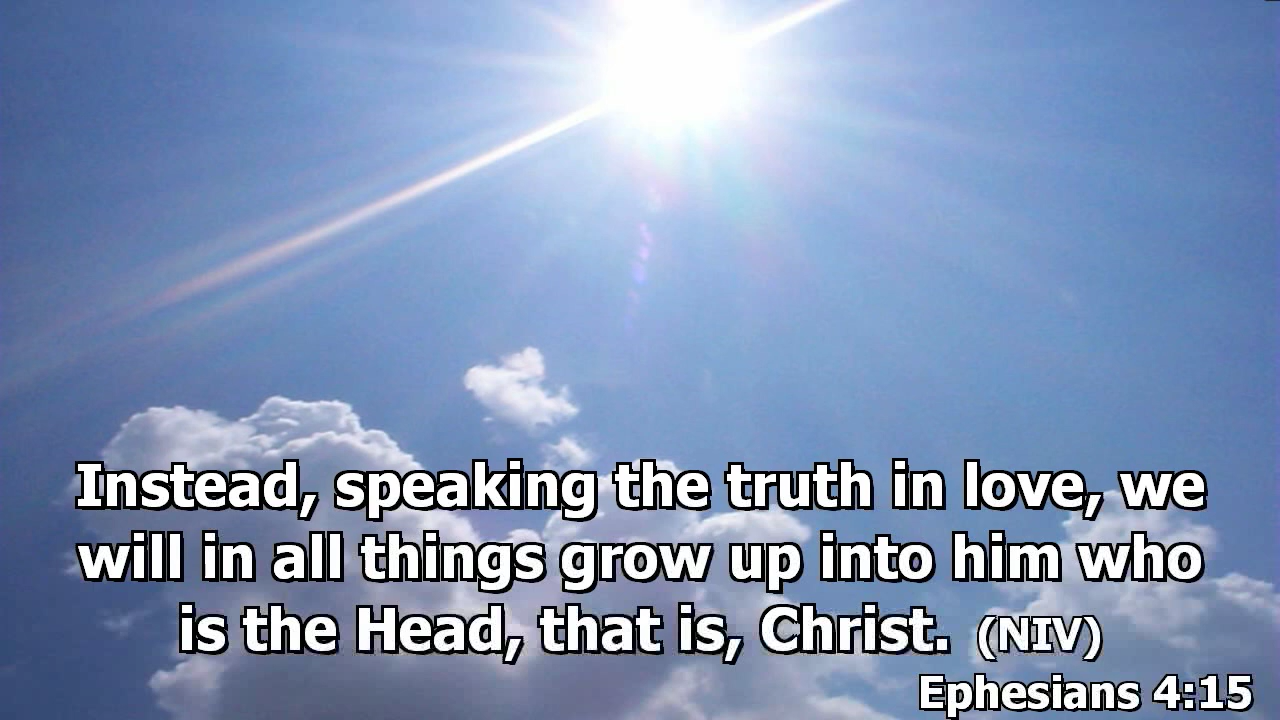 Instead, speaking the truth in love, we
will in all things grow up into him who
is the Head, that is, Christ. (NIV)
Ephesians 4:15